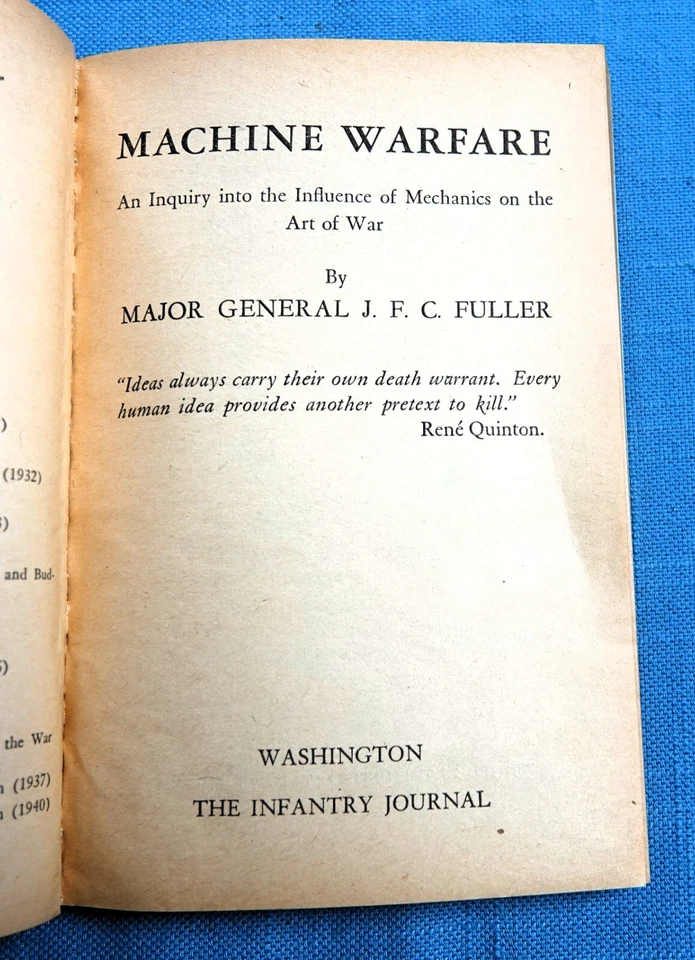 )
(1932)
)
and Bud-
)
the War
(1937)
(1940)
MACHINE WARFARE
An Inquiry into the Influence of Mechanics on the
Art of War
By
MAJOR GENERAL J. F. C. FULLER
"Ideas always carry their own death warrant. Every
human idea provides another pretext to kill."
René Quinton.
WASHINGTON
THE INFANTRY JOURNAL